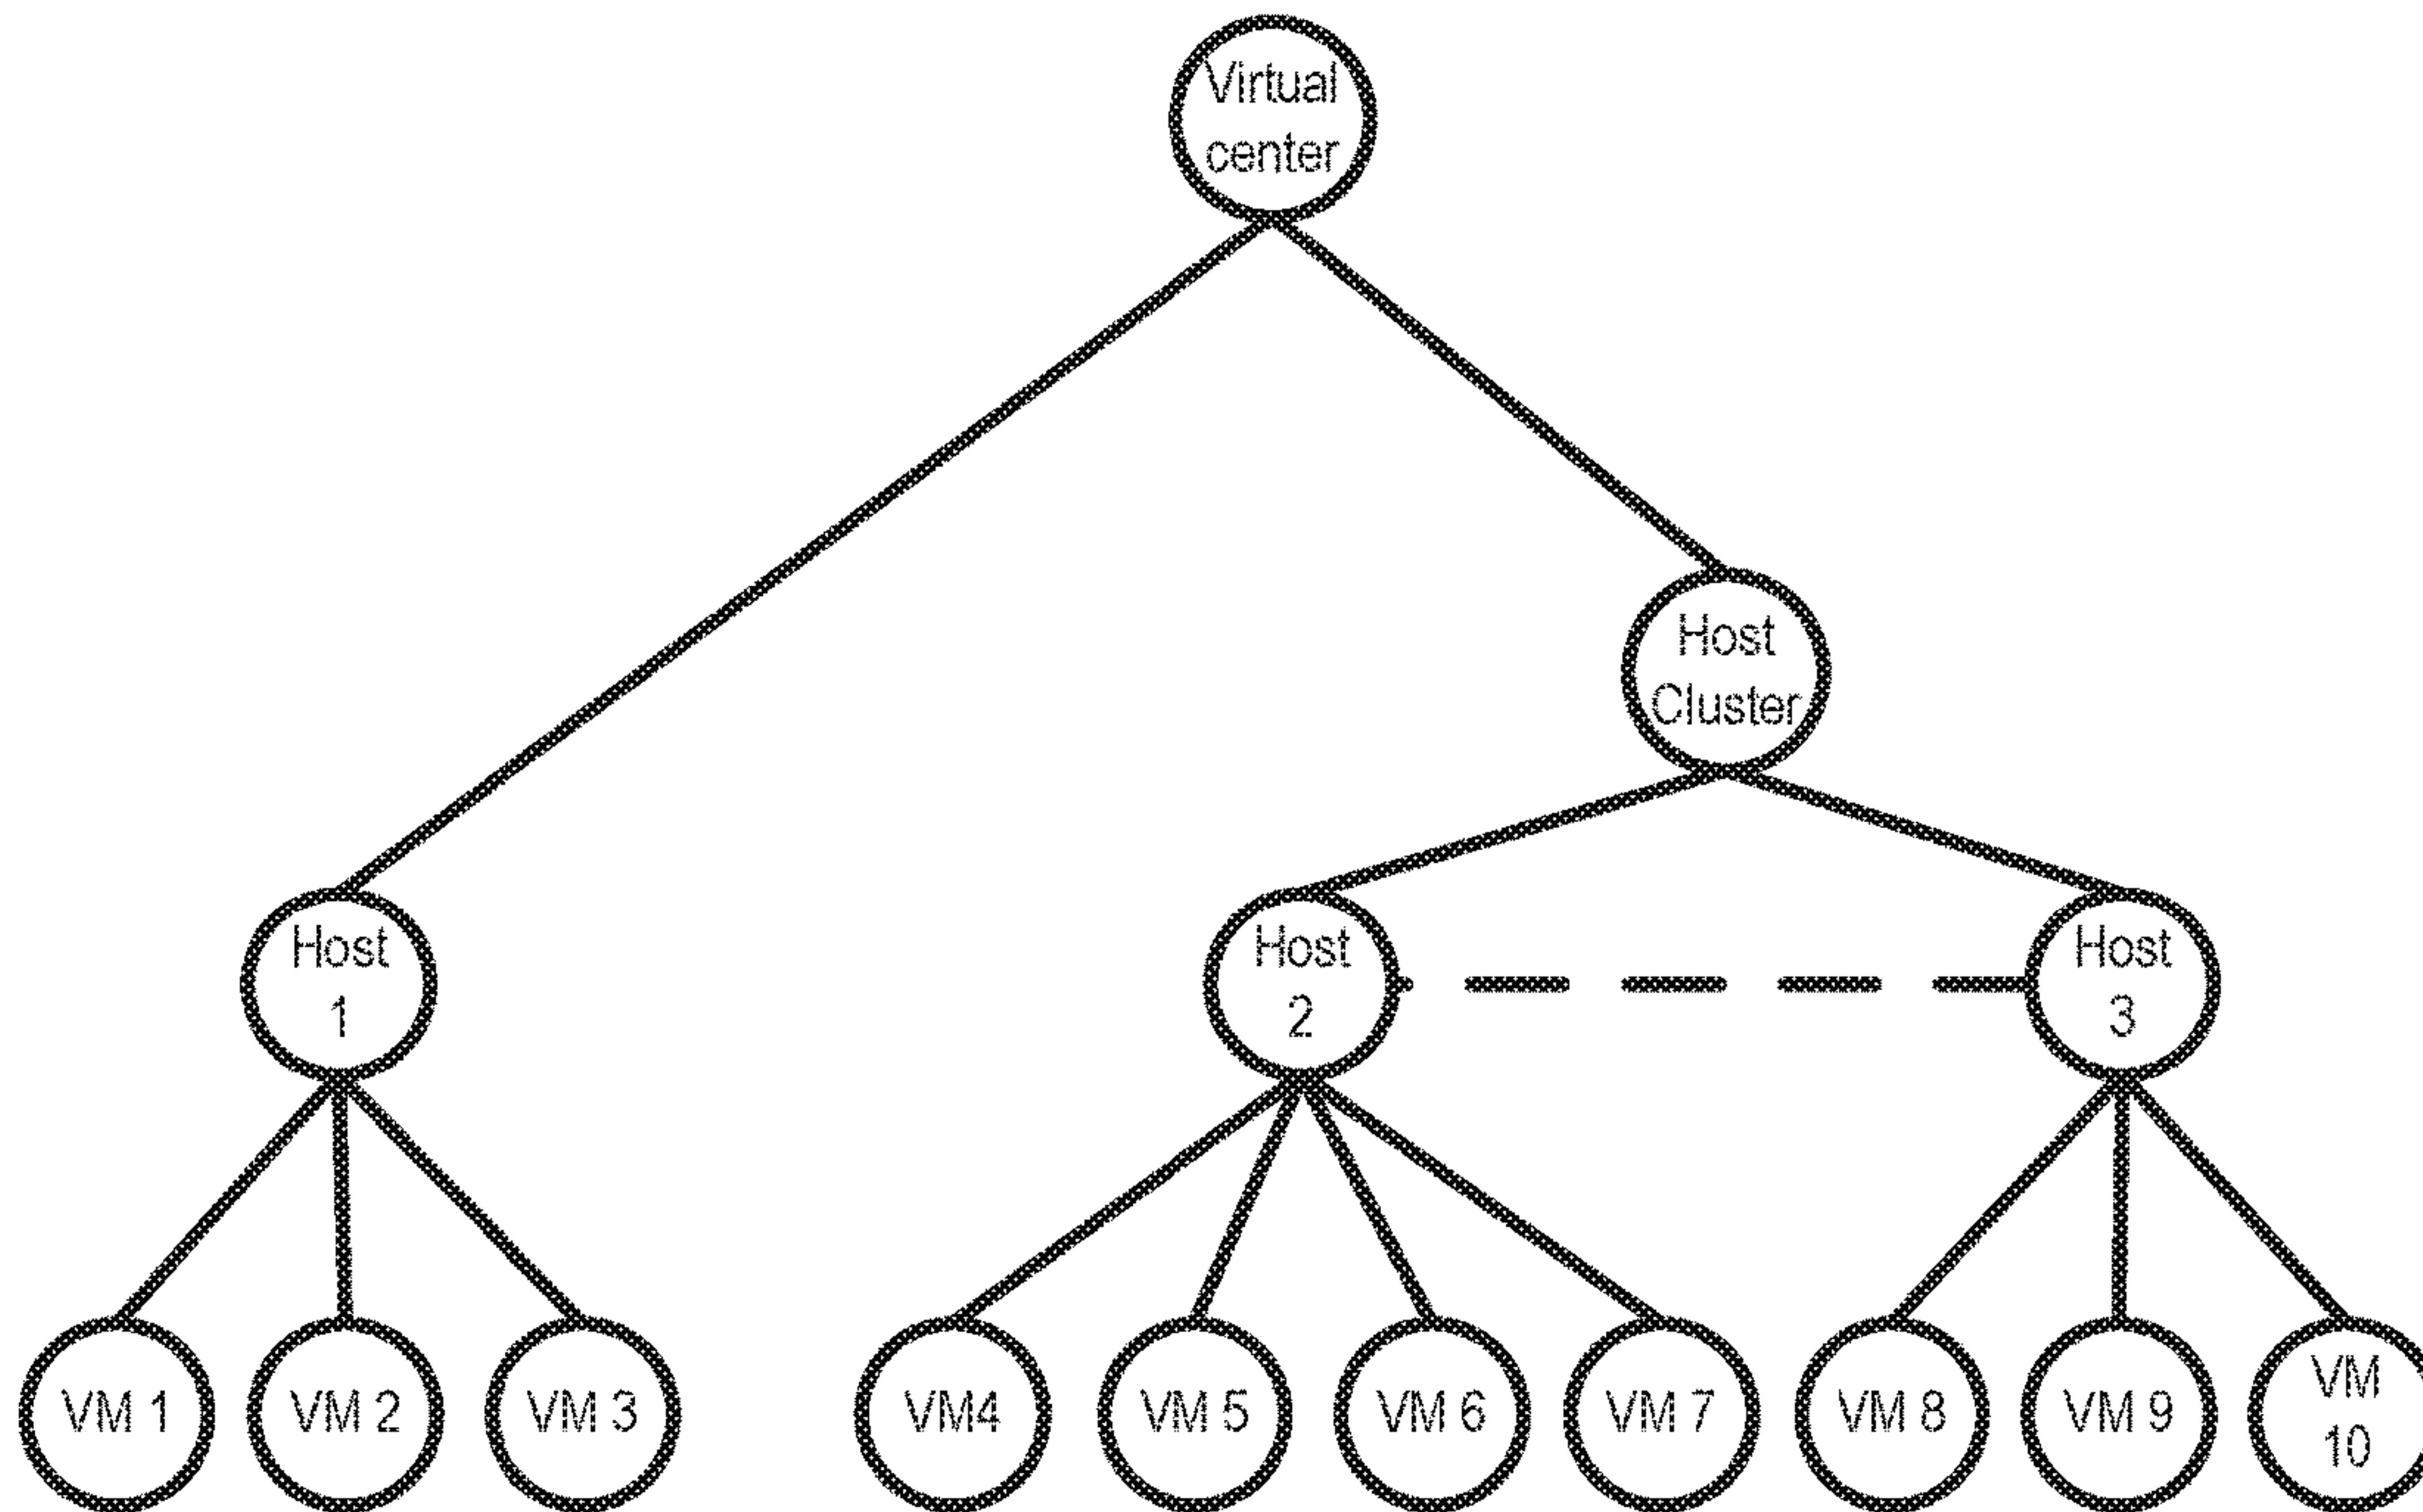 Virtual
center
Host
Cluster
Host
1
Host
2
Host
3
VM 1
VM 2
VM 3
VM4
VM 5
VM 6
VM 7
VM 8
VM 9
VM
10